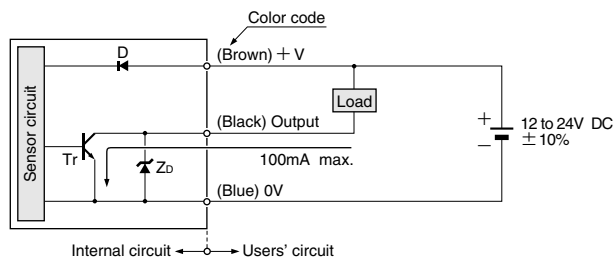 Color code
D
(Brown) + V
Sensor circuit
Load
(Black) Output
+
12 to 24V DC
±10%
−
Tr
ZD
100mA max.
(Blue) 0V
Internal circuit
Users' circuit